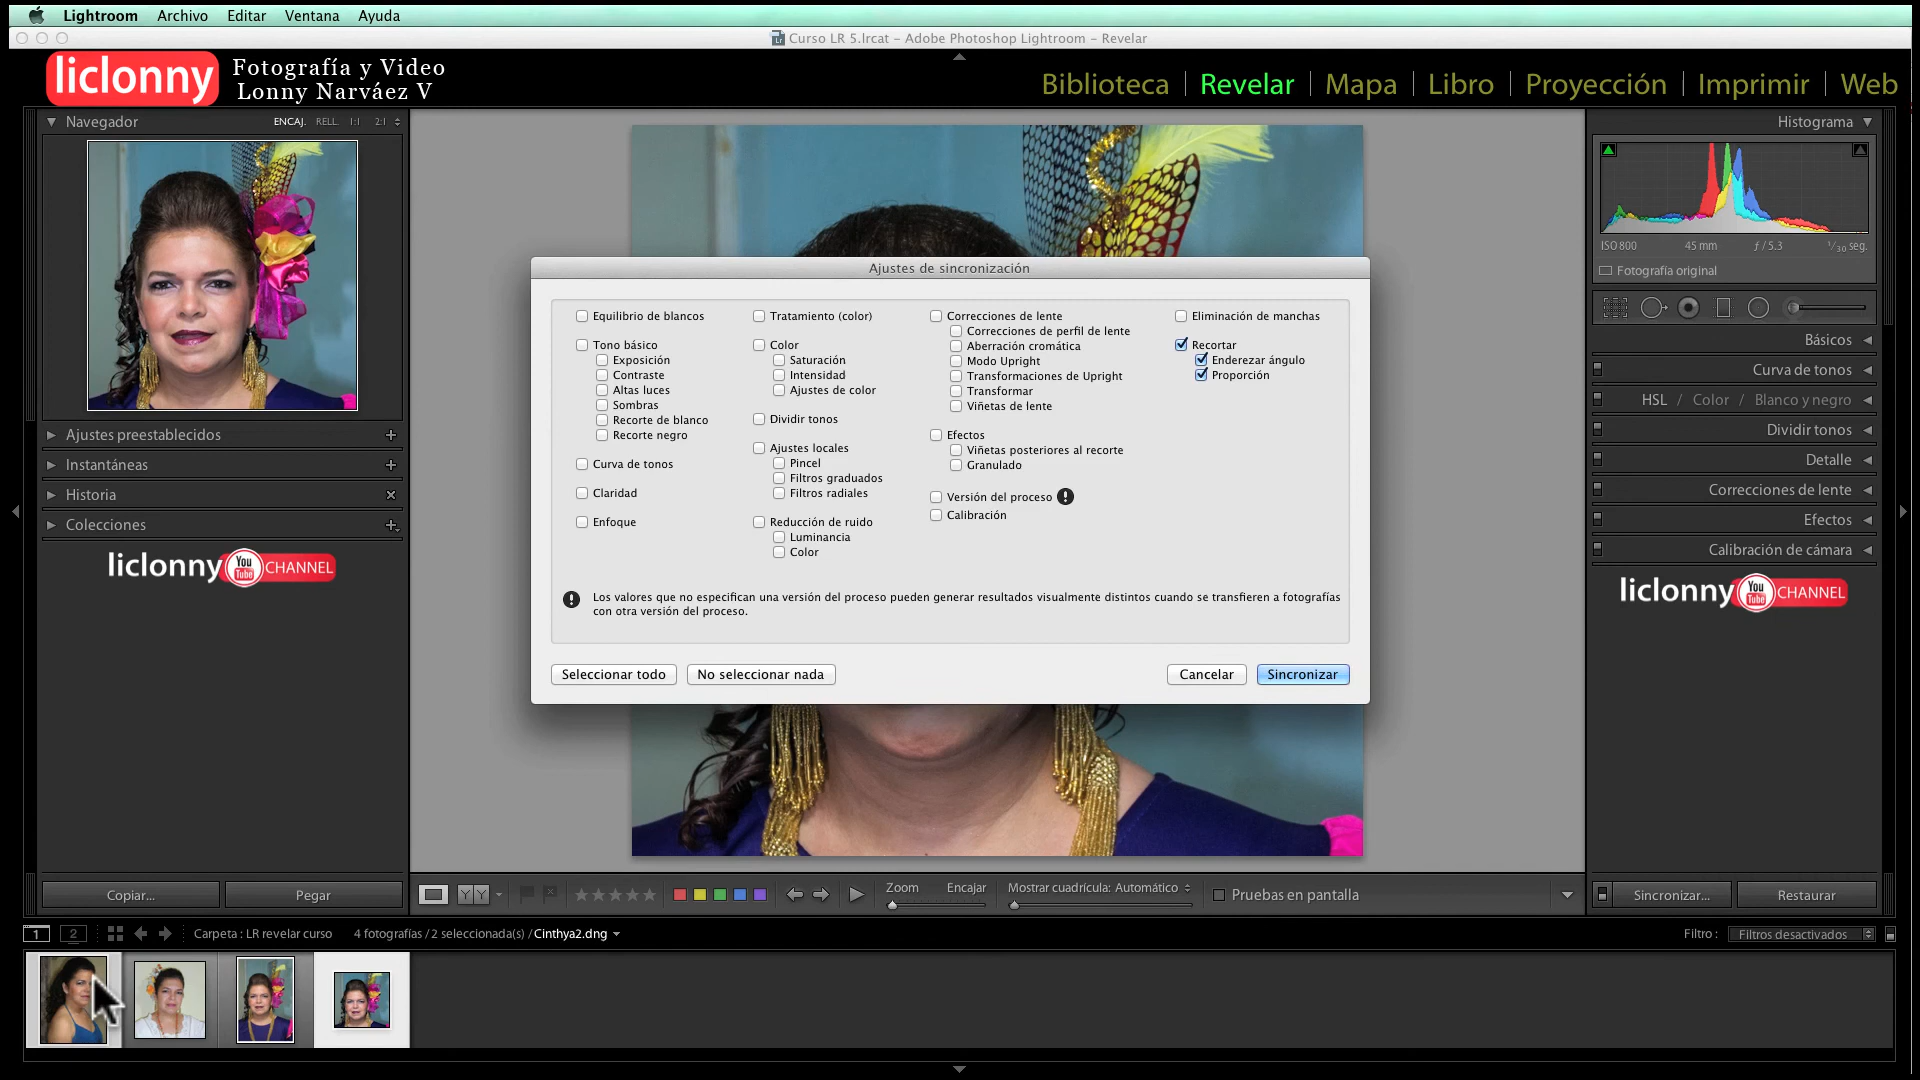 Lightroom Archivo Editar Ventana Ayuda
Curso LR 5.lrcat – Adobe Photoshop Lightroom – Revelar
liclonny Fotografía y Video
Lonny Narváez V
Biblioteca Revelar Mapa Libro Proyección Imprimir Web
Navegador ENCAJ. RELL. 1:1 2:1
Ajustes preestablecidos
Instantáneas
Historia
Colecciones
liclonny You Tube CHANNEL
Ajustes de sincronización
Equilibrio de blancos
Tono básico
Exposición
Contraste
Altas luces
Sombras
Recorte de blanco
Recorte negro
Curva de tonos
Claridad
Enfoque
Tratamiento (color)
Color
Saturación
Intensidad
Ajustes de color
Dividir tonos
Ajustes locales
Pincel
Filtros graduados
Filtros radiales
Reducción de ruido
Luminancia
Color
Correcciones de lente
Correcciones de perfil de lente
Aberración cromática
Modo Upright
Transformaciones de Upright
Transformar
Viñetas de lente
Efectos
Viñetas posteriores al recorte
Granulado
Versión del proceso
Calibración
Eliminación de manchas
Recortar
Enderezar ángulo
Proporción
Los valores que no especifican una versión del proceso pueden generar resultados visualmente distintos cuando se transfieren a fotografías
con otra versión del proceso.
Seleccionar todo No seleccionar nada Cancelar Sincronizar
Histograma
ISO 800 45 mm ƒ / 5.3 1/30 seg.
Fotografía original
Básicos
Curva de tonos
HSL / Color / Blanco y negro
Dividir tonos
Detalle
Correcciones de lente
Efectos
Calibración de cámara
liclonny You Tube CHANNEL
Copiar... Pegar
YY Zoom Encajar Mostrar cuadrícula: Automático Pruebas en pantalla
Sincronizar... Restaurar
1 2 Carpeta : LR revelar curso 4 fotografías / 2 seleccionada(s) / Cinthya2.dng Filtro : Filtros desactivados